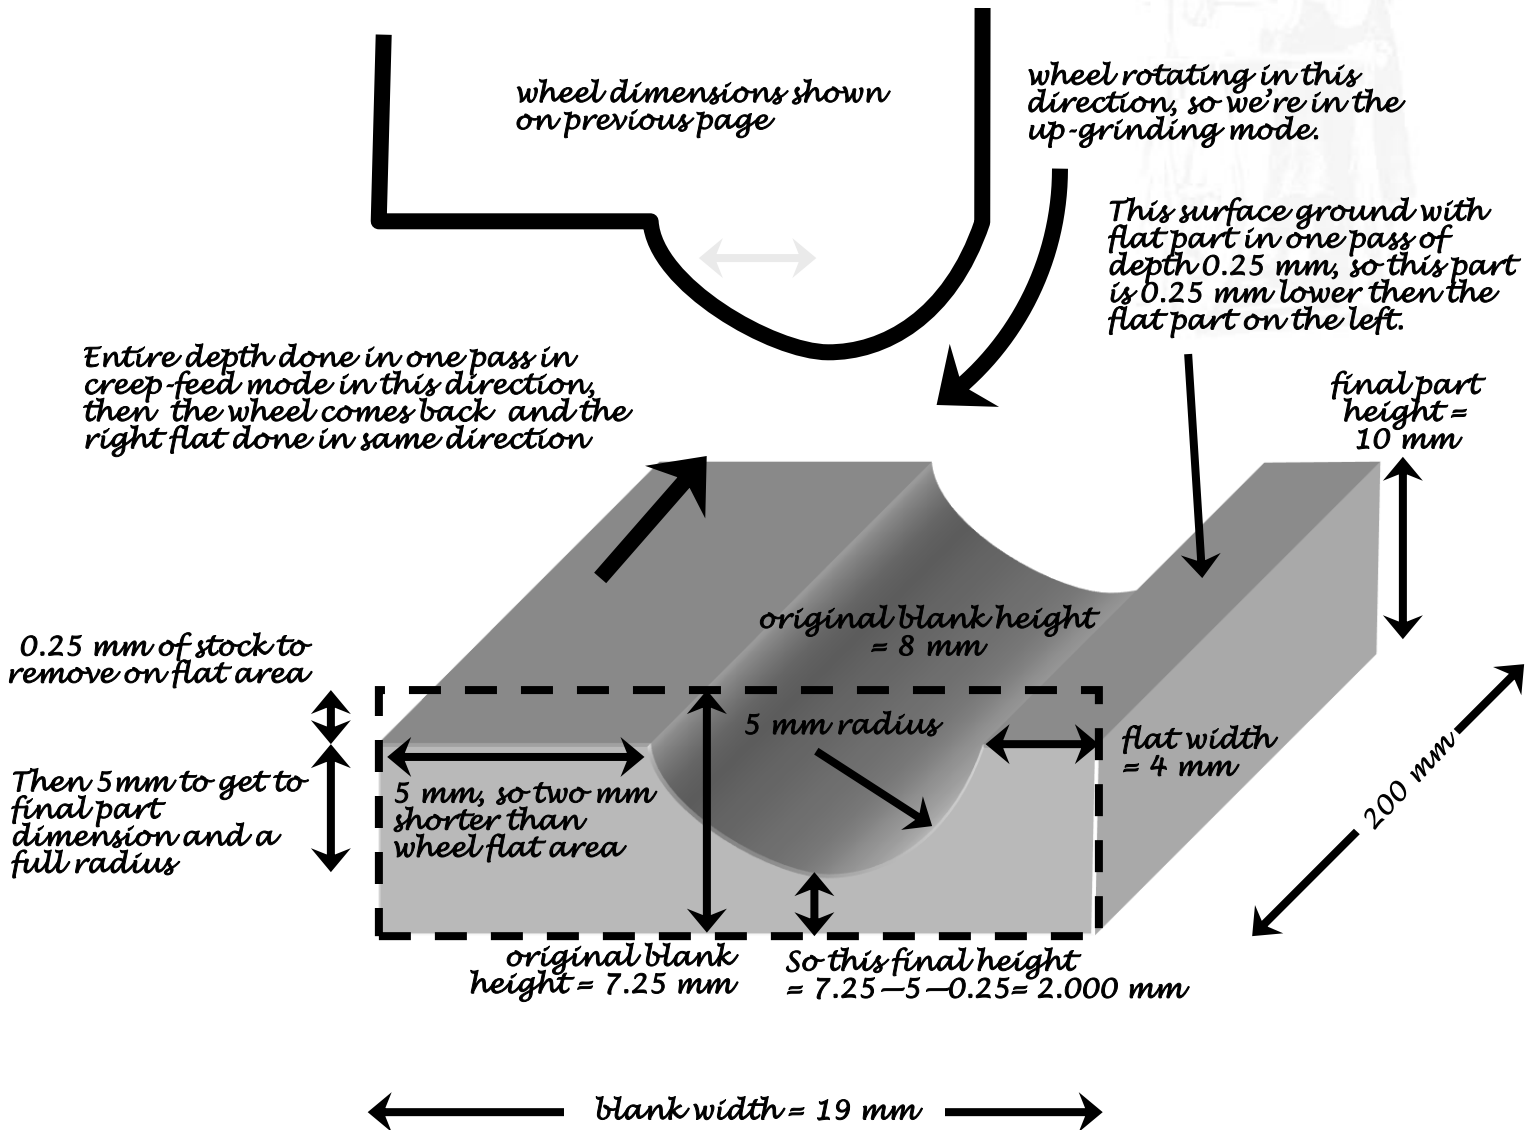 wheel dimensions shown
on previous page
wheel rotating in this
direction, so we're in the
up-grinding mode.
This surface ground with
flat part in one pass of
depth 0.25 mm, so this part
is 0.25 mm lower then the
flat part on the left.
Entire depth done in one pass in
creep-feed mode in this direction,
then the wheel comes back and the
right flat done in same direction
final part
height =
10 mm
original blank height
= 8 mm
0.25 mm of stock to
remove on flat area
5 mm radius
flat width
= 4 mm
200 mm
Then 5mm to get to
final part
dimension and a
full radius
5 mm, so two mm
shorter than
wheel flat area
original blank
height = 7.25 mm
So this final height
= 7.25—5—0.25= 2.000 mm
blank width = 19 mm